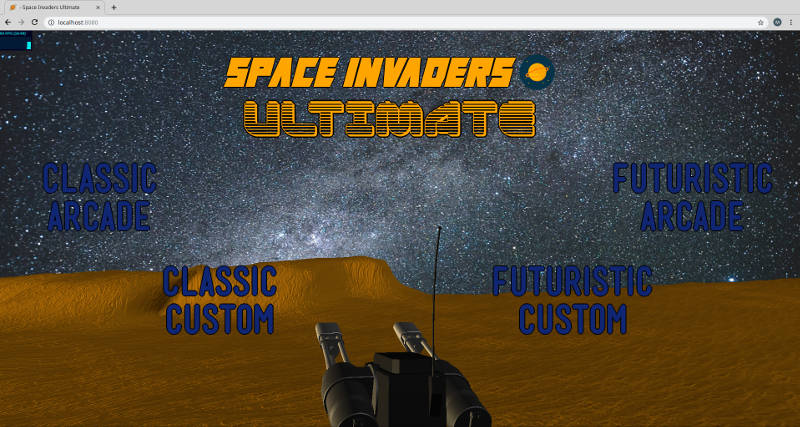 - Space Invaders Ultimate
localhost:8080
SPACE INVADERS
ULTIMATE
CLASSIC
ARCADE
FUTURISTIC
ARCADE
CLASSIC
CUSTOM
FUTURISTIC
CUSTOM